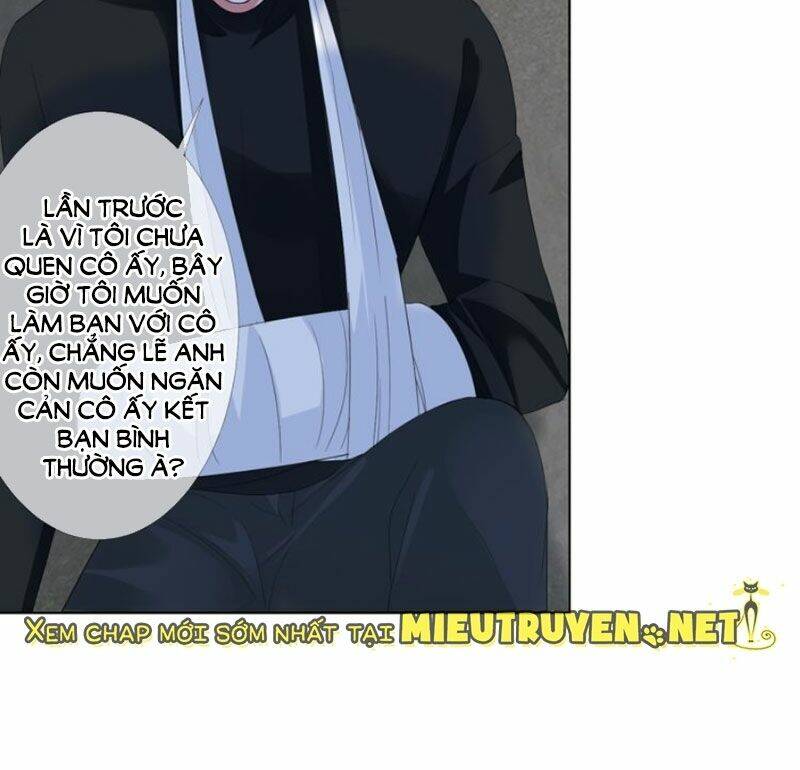 LẦN TRƯỚC
LÀ VÌ TÔI CHƯA
QUEN CÔ ẤY, BÂY
GIỜ TÔI MUỐN
LÀM BẠN VỚI CÔ
ẤY, CHẲNG LẼ ANH
CÒN MUỐN NGĂN
CẢN CÔ ẤY KẾT
BẠN BÌNH
THƯỜNG À?
XEM CHAP MỚI SỚM NHẤT TẠI MIEUTRUYEN.NET